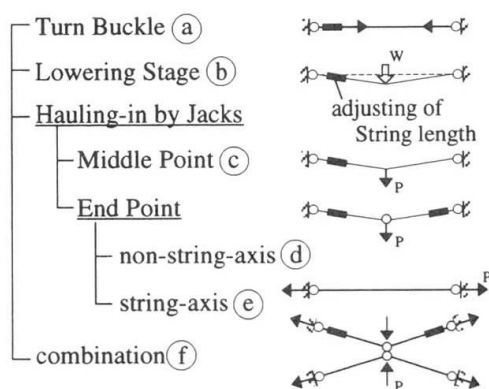 Turn Buckle ⓐ
Lowering Stage ⓑ
W
adjusting of
String length
Hauling-in by Jacks
Middle Point ⓒ
P
End Point
P
non-string-axis ⓓ
P
string-axis ⓔ
combination ⓕ
P